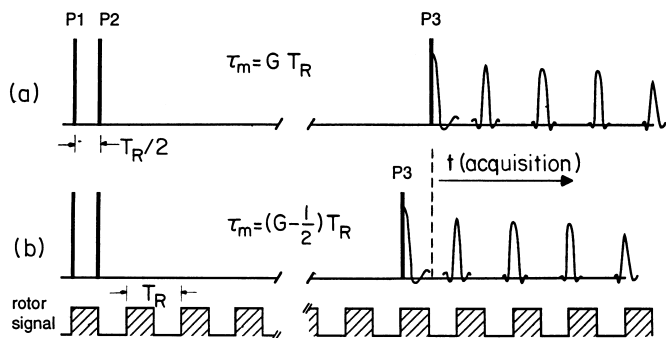 P1 P2 P3
τm = G TR
(a)
TR/2
P3 t (acquisition)
τm = (G-1/2) TR
(b)
TR
rotor
signal